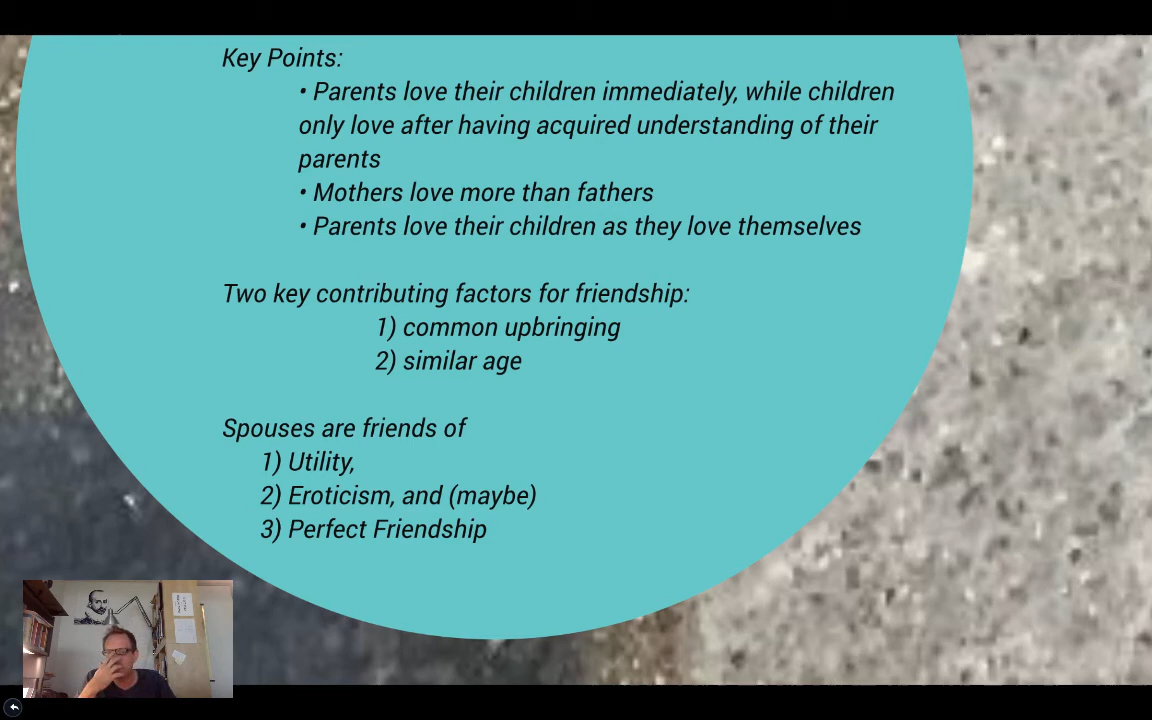 Key Points:
• Parents love their children immediately, while children
only love after having acquired understanding of their
parents
• Mothers love more than fathers
• Parents love their children as they love themselves
Two key contributing factors for friendship:
1) common upbringing
2) similar age
Spouses are friends of
1) Utility,
2) Eroticism, and (maybe)
3) Perfect Friendship